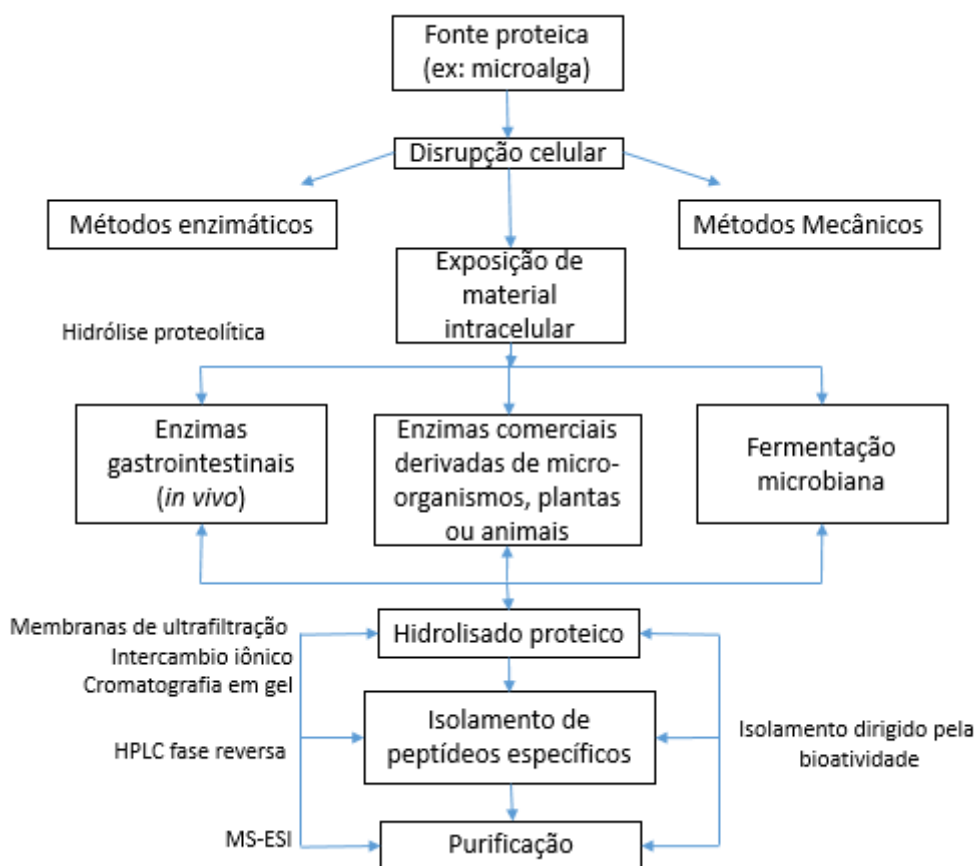 Fonte proteica
(ex: microalga)
Disrupção celular
Métodos enzimáticos
Métodos Mecânicos
Exposição de
material
intracelular
Hidrólise proteolítica
Enzimas
gastrointestinais
(in vivo)
Enzimas comerciais
derivadas de micro-
organismos, plantas
ou animais
Fermentação
microbiana
Membranas de ultrafiltração
Intercambio iônico
Cromatografia em gel
Hidrolisado proteico
HPLC fase reversa
Isolamento de
peptídeos específicos
Isolamento dirigido pela
bioatividade
MS-ESI
Purificação